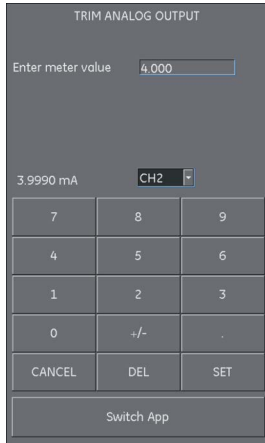 TRIM ANALOG OUTPUT
Enter meter value 4.000
3.9990 mA CH2
7 8 9
4 5 6
1 2 3
0 +/- .
CANCEL DEL SET
Switch App